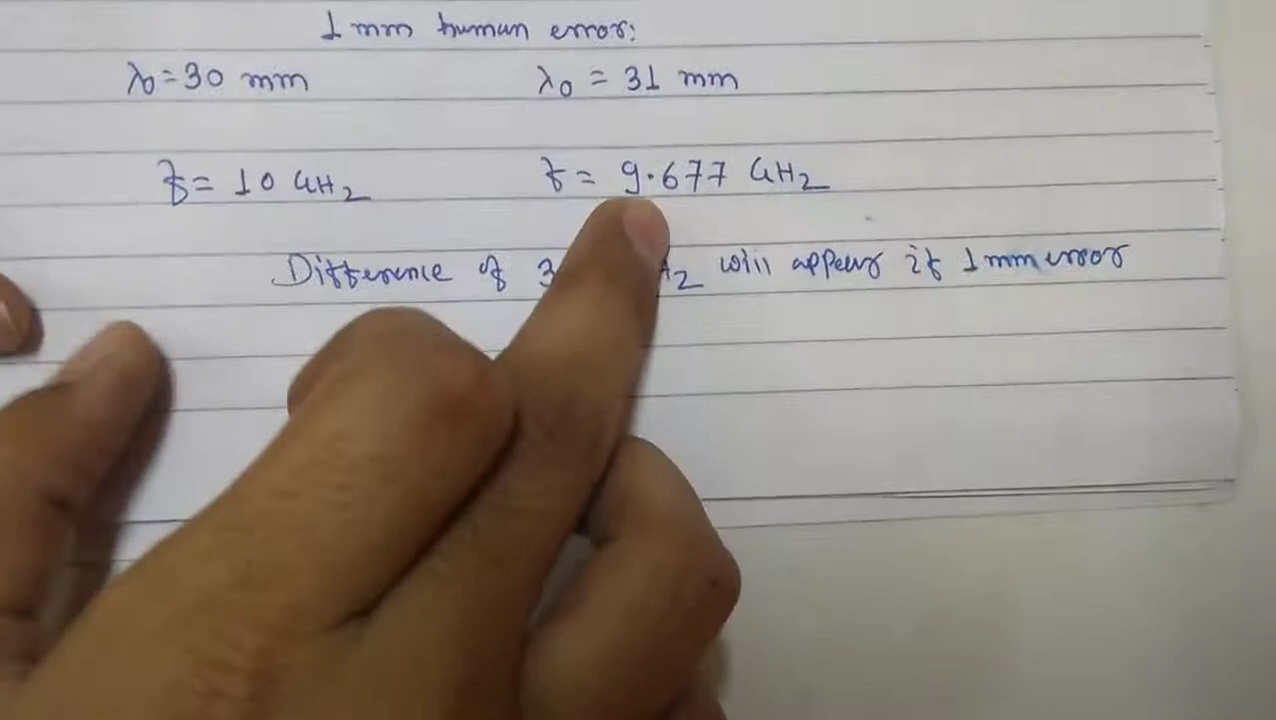 1 mm human error:
λ0 = 30 mm λ0 = 31 mm
f = 10 GHz f = 9.677 GHz
Difference of 3 will appear if 1 mm error